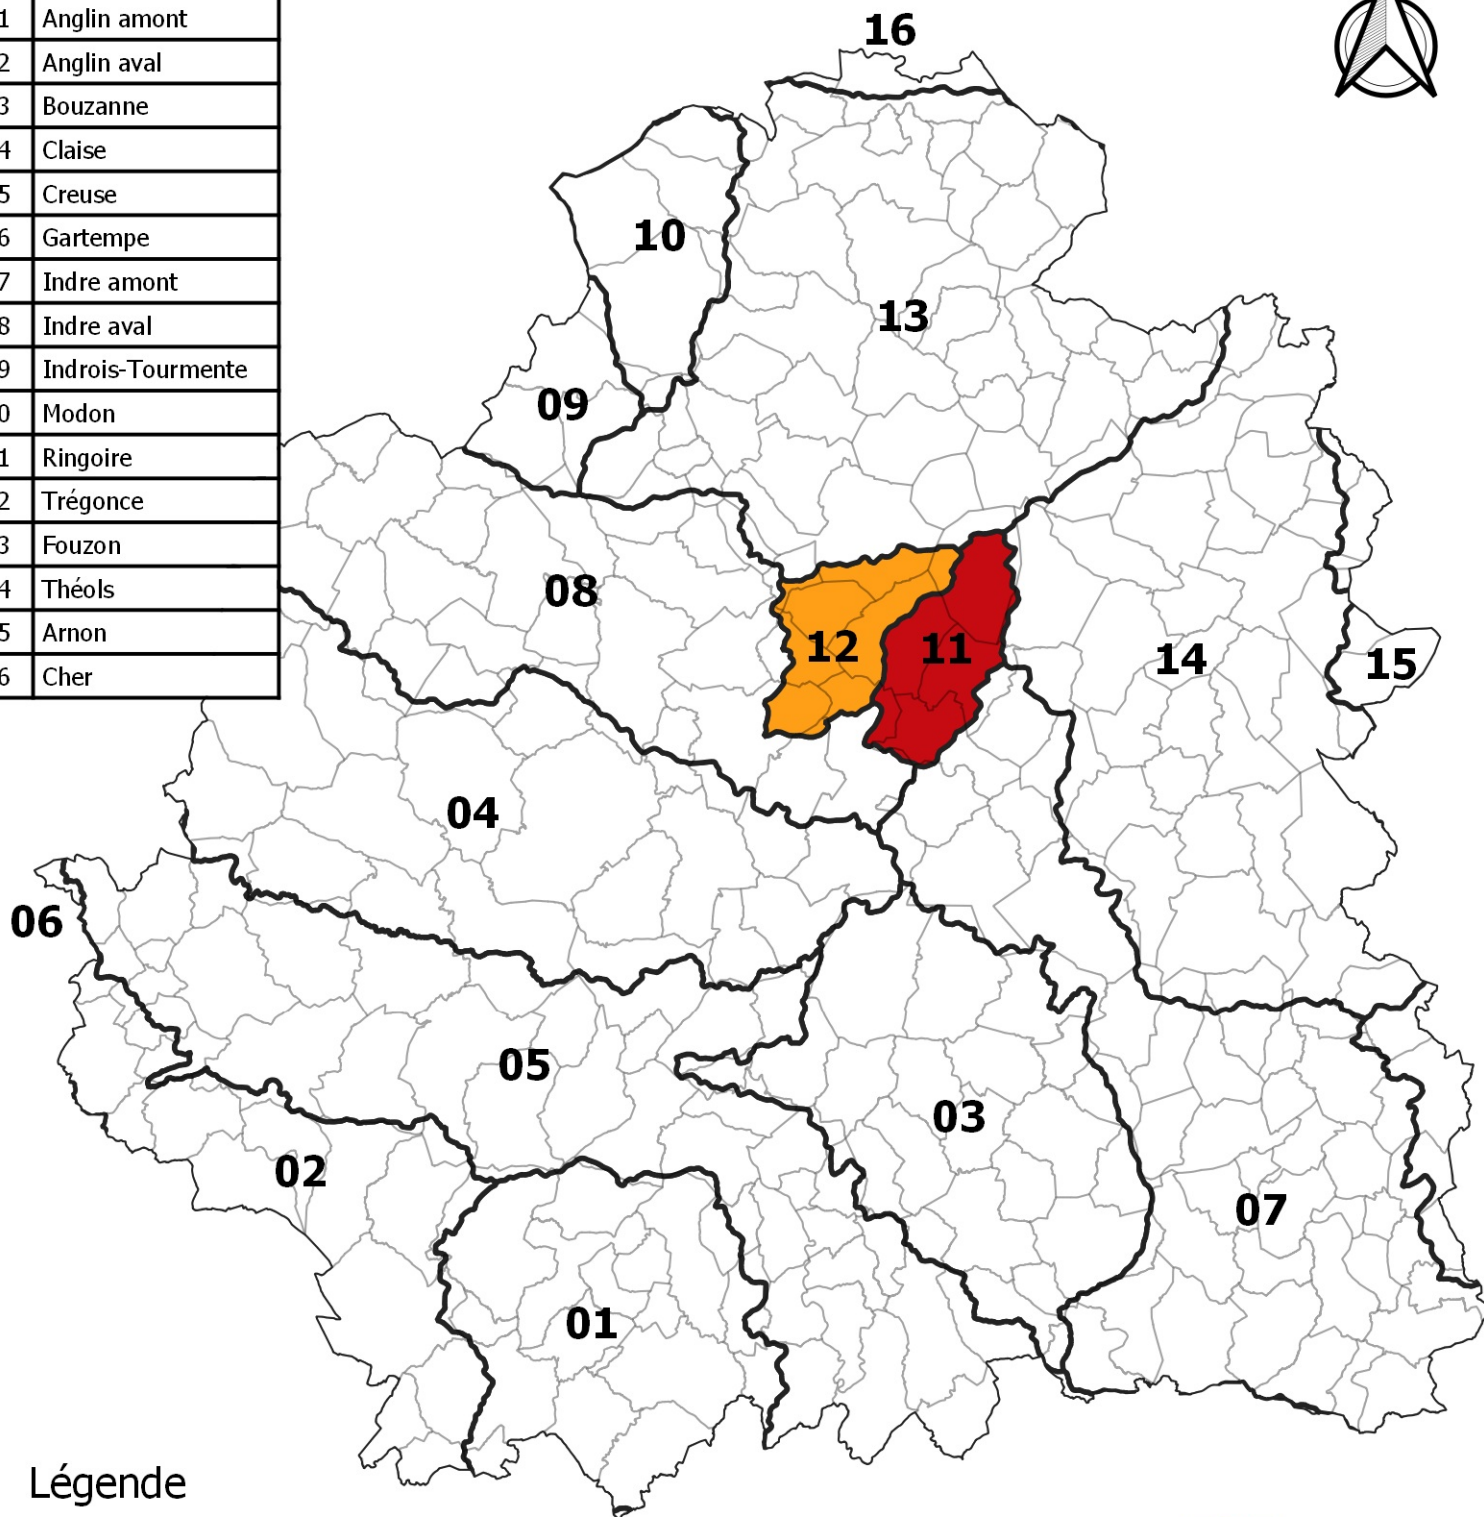 1 Anglin amont
2 Anglin aval
3 Bouzanne
4 Claise
5 Creuse
6 Gartempe
7 Indre amont
8 Indre aval
9 Indrois-Tourmente
0 Modon
1 Ringoire
2 Trégonce
3 Fouzon
4 Théols
5 Arnon
6 Cher
16
10
13
09
08
12
11
14
15
04
06
05
03
02
07
01
Légende